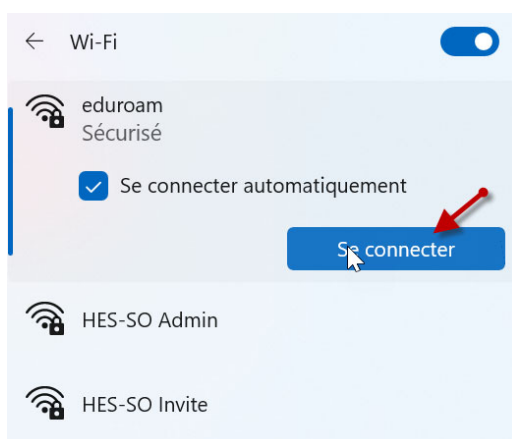 Wi-Fi
eduroam
Sécurisé
Se connecter automatiquement
Se connecter
HES-SO Admin
HES-SO Invite